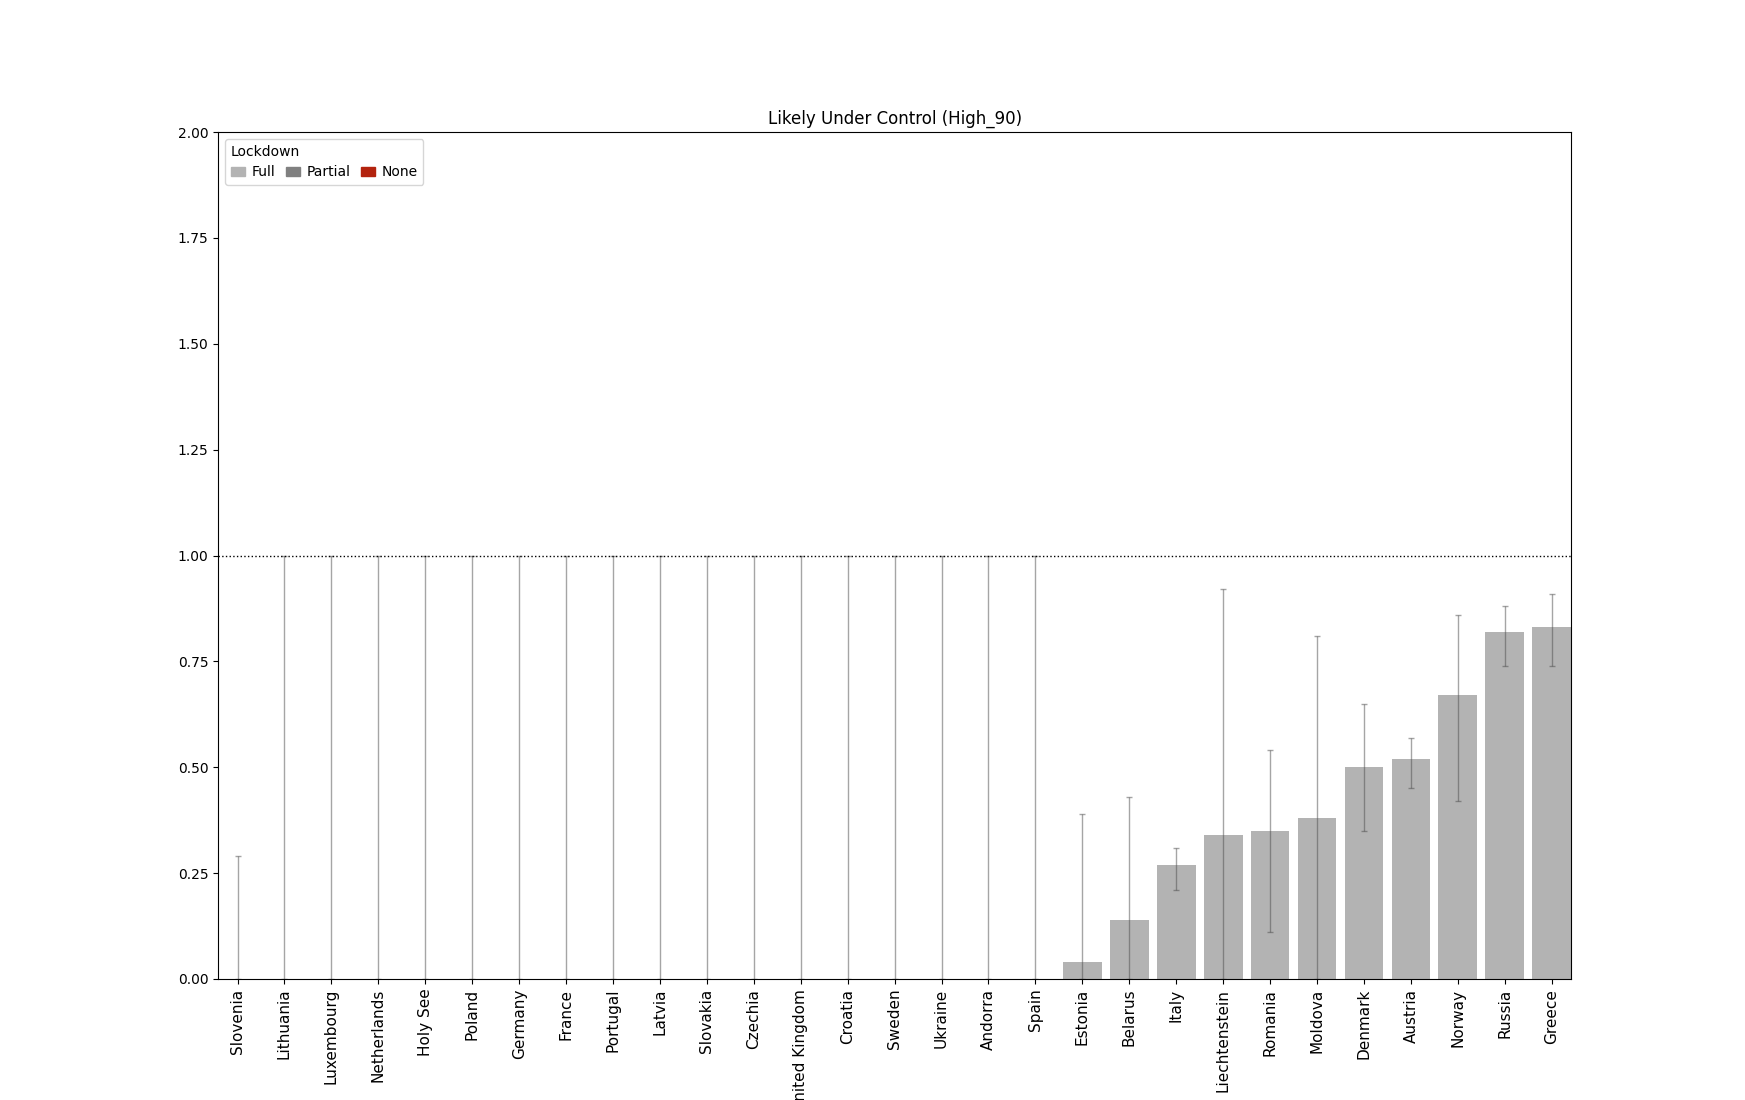 Likely Under Control (High_90)
2.00
Lockdown
Full Partial None
1.75
1.50
1.25
1.00
0.75
0.50
0.25
0.00
Slovenia
Lithuania
Luxembourg
Netherlands
Holy See
Poland
Germany
France
Portugal
Latvia
Slovakia
Czechia
nited Kingdom
Croatia
Sweden
Ukraine
Andorra
Spain
Estonia
Belarus
Italy
Liechtenstein
Romania
Moldova
Denmark
Austria
Norway
Russia
Greece